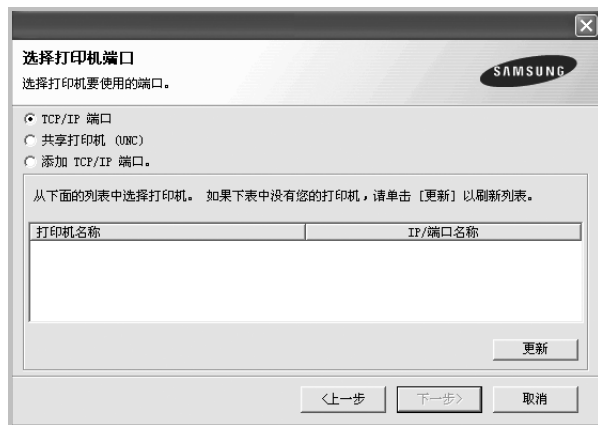 选择打印机端口
选择打印机要使用的端口。
SAMSUNG
TCP/IP 端口
共享打印机 (UNC)
添加 TCP/IP 端口。
从下面的列表中选择打印机。 如果下表中没有您的打印机，请单击 [更新] 以刷新列表。
打印机名称 IP/端口名称
更新
<上一步 下一步> 取消